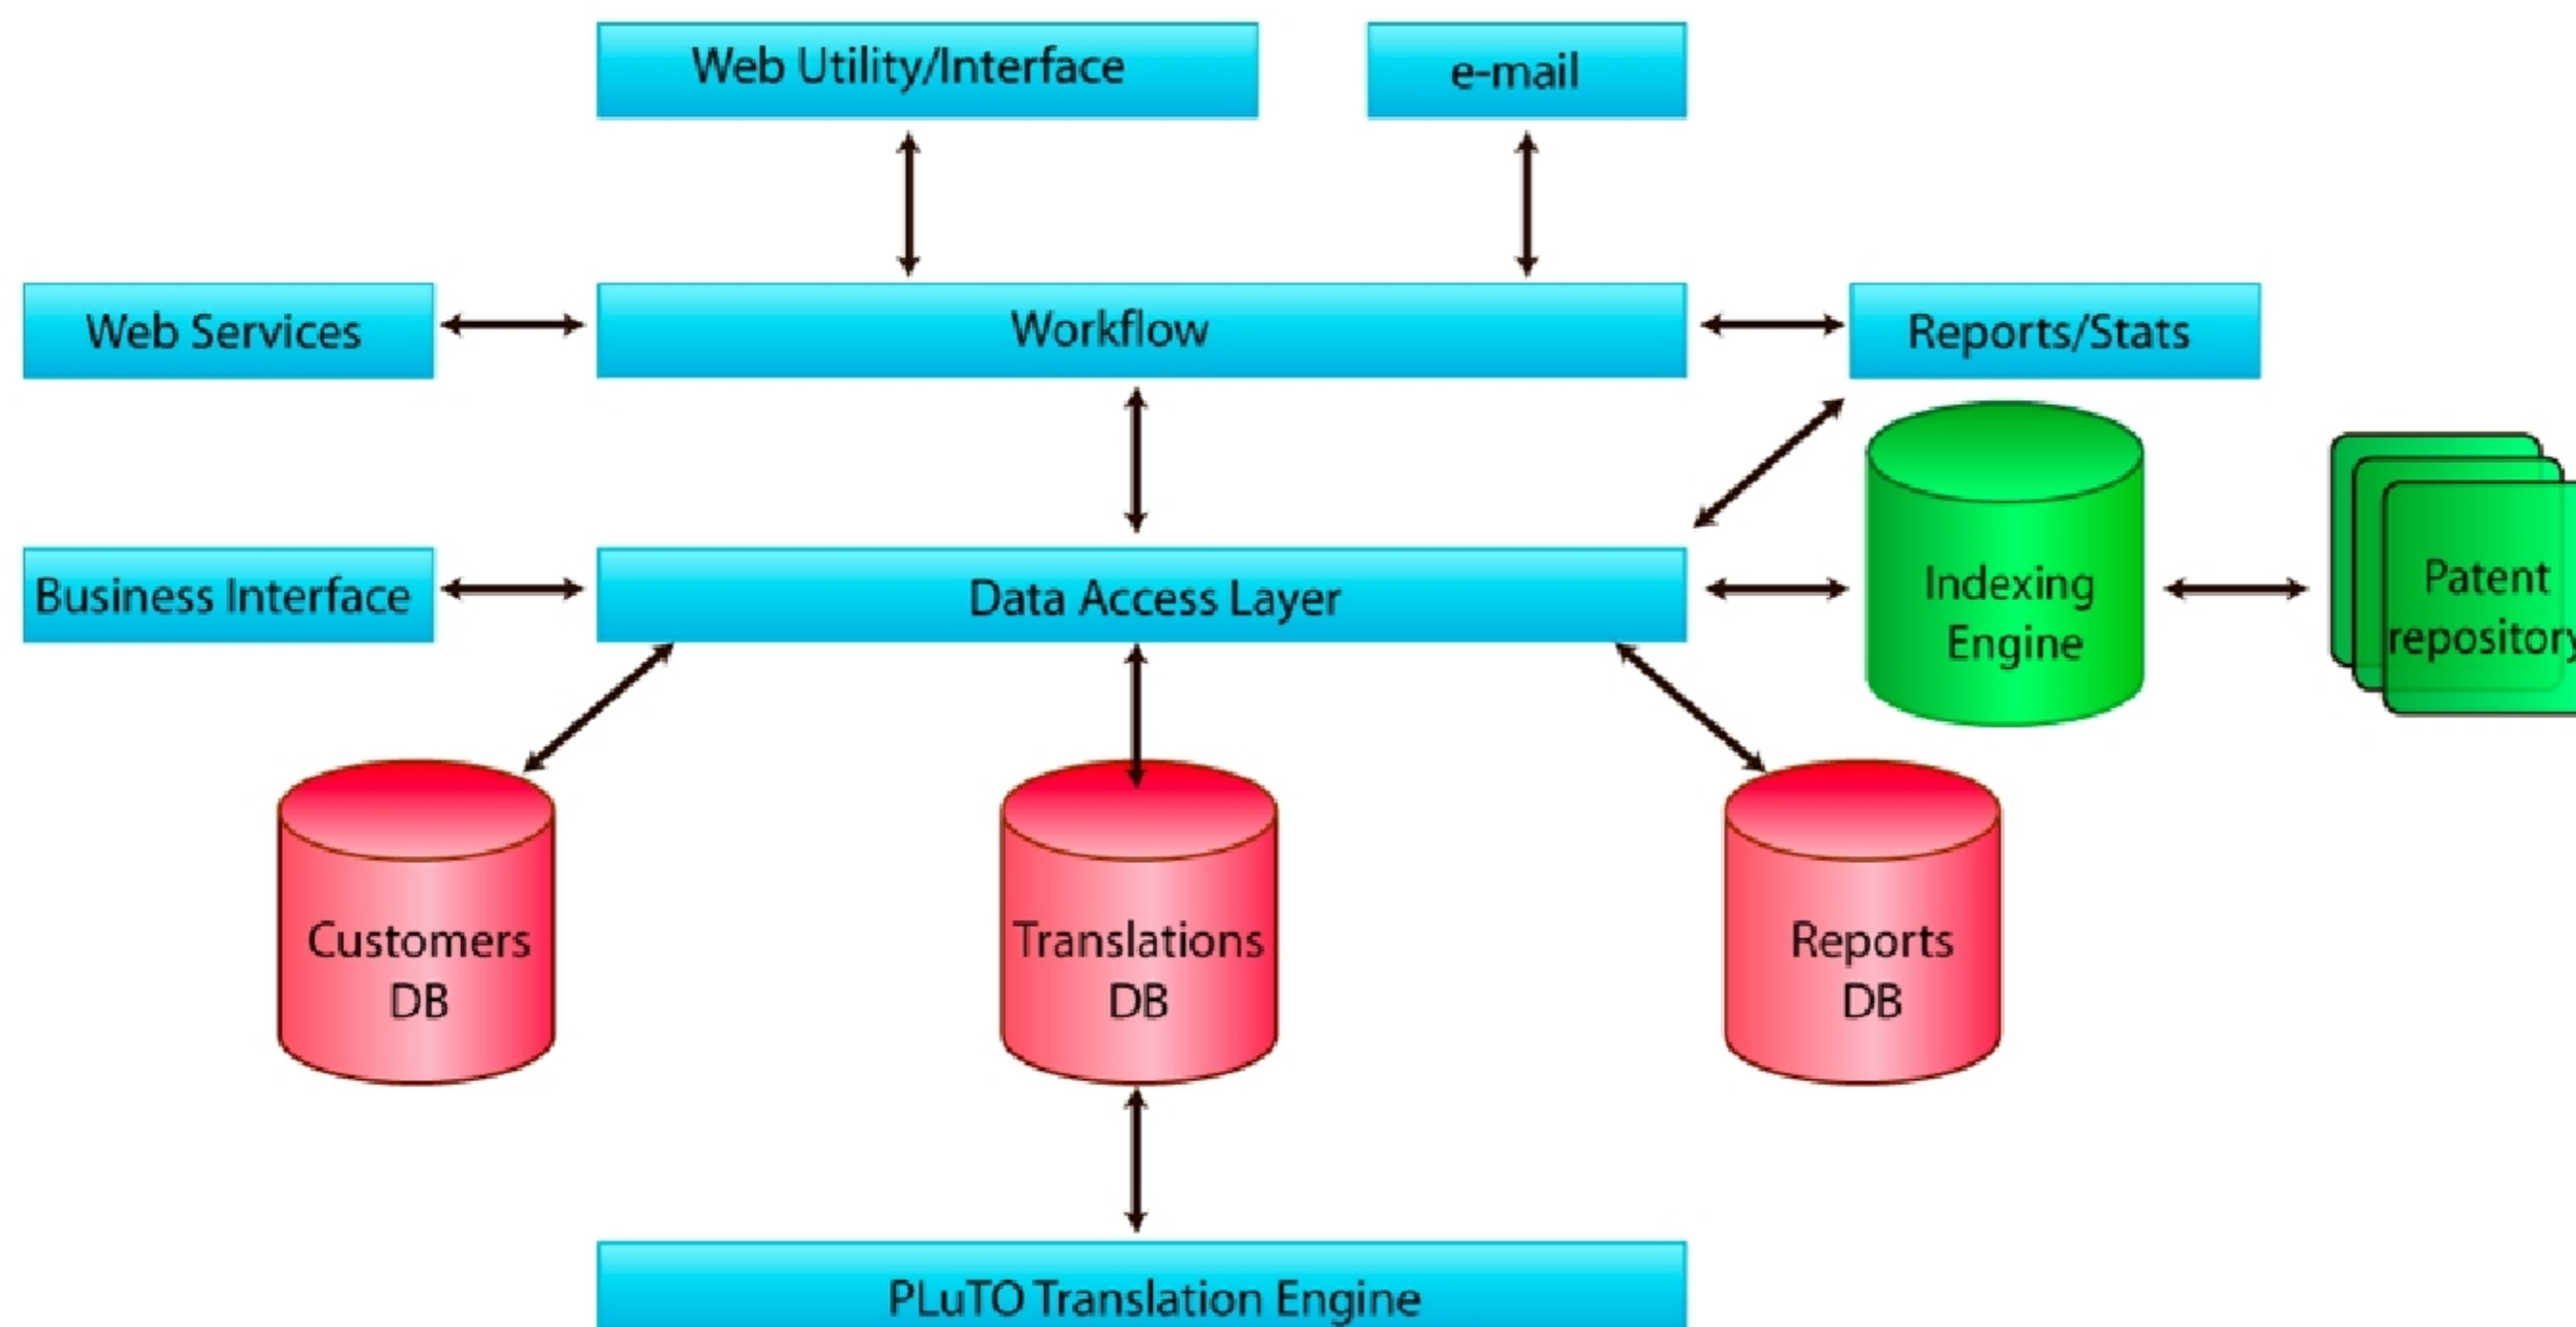 Web Utility/Interface
e-mail
Web Services
Workflow
Reports/Stats
Business Interface
Data Access Layer
Indexing
Engine
Patent
repository
Customers
DB
Translations
DB
Reports
DB
PLuTO Translation Engine